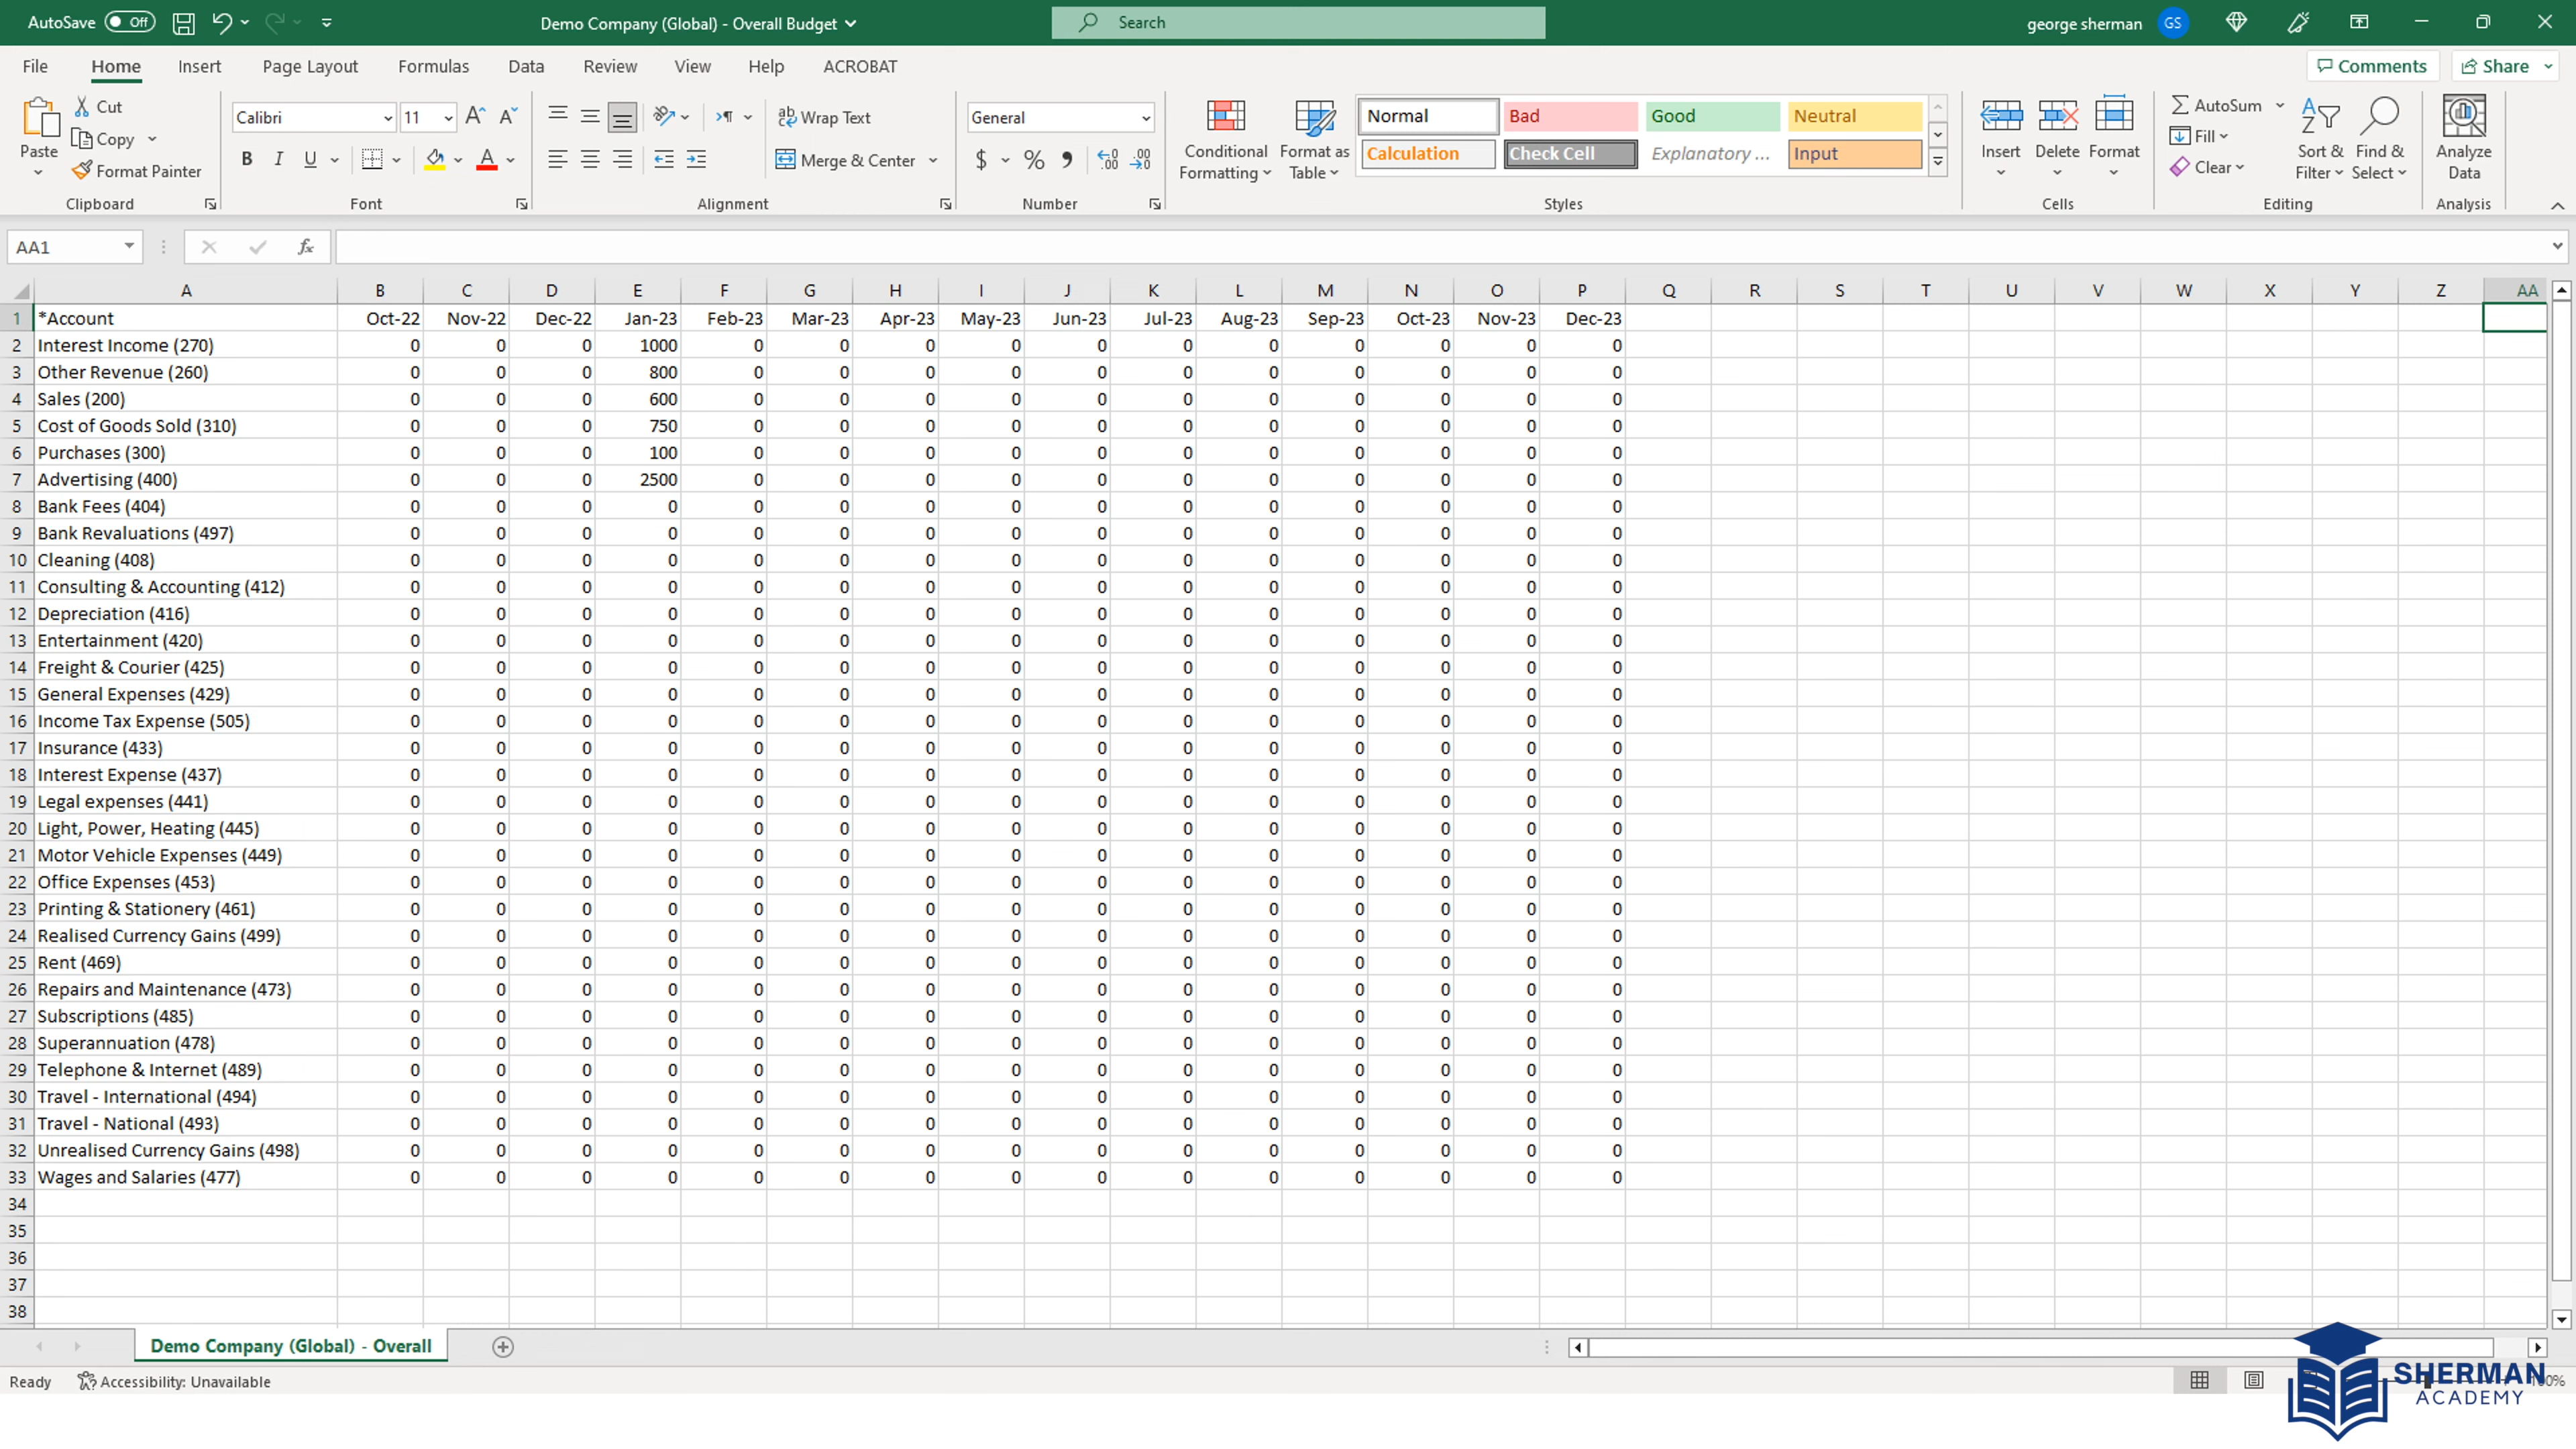 AutoSave Off Demo Company (Global) - Overall Budget Search george sherman GS
File Home Insert Page Layout Formulas Data Review View Help ACROBAT Comments Share
Paste Cut Copy Format Painter Clipboard
Calibri 11 B I U A Font
Wrap Text Merge & Center Alignment
General $ % Number
Conditional Formatting Format as Table
Normal Bad Good Neutral
Calculation Check Cell Explanatory ... Input
Styles
Insert Delete Format Cells
AutoSum Fill Clear Sort & Filter Find & Select Editing
Analyze Data Analysis
AA1 fx
A B C D E F G H I J K L M N O P Q R S T U V W X Y Z AA
1 *Account Oct-22 Nov-22 Dec-22 Jan-23 Feb-23 Mar-23 Apr-23 May-23 Jun-23 Jul-23 Aug-23 Sep-23 Oct-23 Nov-23 Dec-23
2 Interest Income (270) 0 0 0 1000 0 0 0 0 0 0 0 0 0 0 0
3 Other Revenue (260) 0 0 0 800 0 0 0 0 0 0 0 0 0 0 0
4 Sales (200) 0 0 0 600 0 0 0 0 0 0 0 0 0 0 0
5 Cost of Goods Sold (310) 0 0 0 750 0 0 0 0 0 0 0 0 0 0 0
6 Purchases (300) 0 0 0 100 0 0 0 0 0 0 0 0 0 0 0
7 Advertising (400) 0 0 0 2500 0 0 0 0 0 0 0 0 0 0 0
8 Bank Fees (404) 0 0 0 0 0 0 0 0 0 0 0 0 0 0 0
9 Bank Revaluations (497) 0 0 0 0 0 0 0 0 0 0 0 0 0 0 0
10 Cleaning (408) 0 0 0 0 0 0 0 0 0 0 0 0 0 0 0
11 Consulting & Accounting (412) 0 0 0 0 0 0 0 0 0 0 0 0 0 0 0
12 Depreciation (416) 0 0 0 0 0 0 0 0 0 0 0 0 0 0 0
13 Entertainment (420) 0 0 0 0 0 0 0 0 0 0 0 0 0 0 0
14 Freight & Courier (425) 0 0 0 0 0 0 0 0 0 0 0 0 0 0 0
15 General Expenses (429) 0 0 0 0 0 0 0 0 0 0 0 0 0 0 0
16 Income Tax Expense (505) 0 0 0 0 0 0 0 0 0 0 0 0 0 0 0
17 Insurance (433) 0 0 0 0 0 0 0 0 0 0 0 0 0 0 0
18 Interest Expense (437) 0 0 0 0 0 0 0 0 0 0 0 0 0 0 0
19 Legal expenses (441) 0 0 0 0 0 0 0 0 0 0 0 0 0 0 0
20 Light, Power, Heating (445) 0 0 0 0 0 0 0 0 0 0 0 0 0 0 0
21 Motor Vehicle Expenses (449) 0 0 0 0 0 0 0 0 0 0 0 0 0 0 0
22 Office Expenses (453) 0 0 0 0 0 0 0 0 0 0 0 0 0 0 0
23 Printing & Stationery (461) 0 0 0 0 0 0 0 0 0 0 0 0 0 0 0
24 Realised Currency Gains (499) 0 0 0 0 0 0 0 0 0 0 0 0 0 0 0
25 Rent (469) 0 0 0 0 0 0 0 0 0 0 0 0 0 0 0
26 Repairs and Maintenance (473) 0 0 0 0 0 0 0 0 0 0 0 0 0 0 0
27 Subscriptions (485) 0 0 0 0 0 0 0 0 0 0 0 0 0 0 0
28 Superannuation (478) 0 0 0 0 0 0 0 0 0 0 0 0 0 0 0
29 Telephone & Internet (489) 0 0 0 0 0 0 0 0 0 0 0 0 0 0 0
30 Travel - International (494) 0 0 0 0 0 0 0 0 0 0 0 0 0 0 0
31 Travel - National (493) 0 0 0 0 0 0 0 0 0 0 0 0 0 0 0
32 Unrealised Currency Gains (498) 0 0 0 0 0 0 0 0 0 0 0 0 0 0 0
33 Wages and Salaries (477) 0 0 0 0 0 0 0 0 0 0 0 0 0 0 0
34
35
36
37
38
Demo Company (Global) - Overall
Ready Accessibility: Unavailable
SHERMAN
ACADEMY